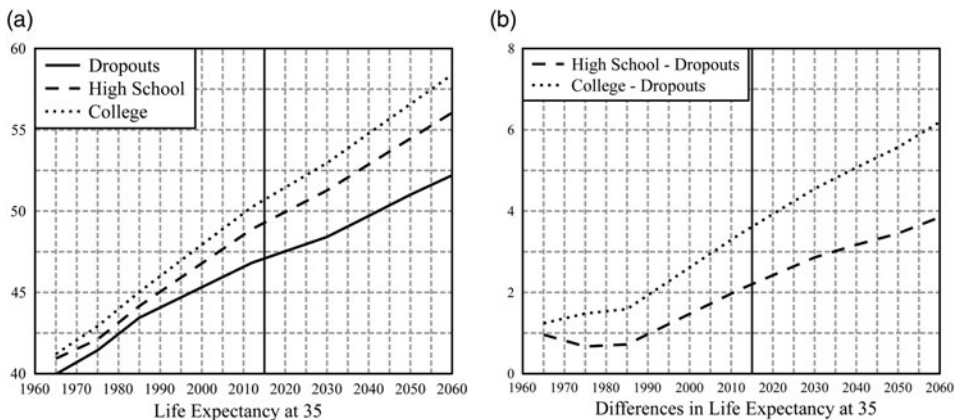 (a)
60
55
50
45
40
Dropouts
High School
College
1960 1970 1980 1990 2000 2010 2020 2030 2040 2050 2060
Life Expectancy at 35
(b)
8
6
4
2
0
High School - Dropouts
College - Dropouts
1960 1970 1980 1990 2000 2010 2020 2030 2040 2050 2060
Differences in Life Expectancy at 35